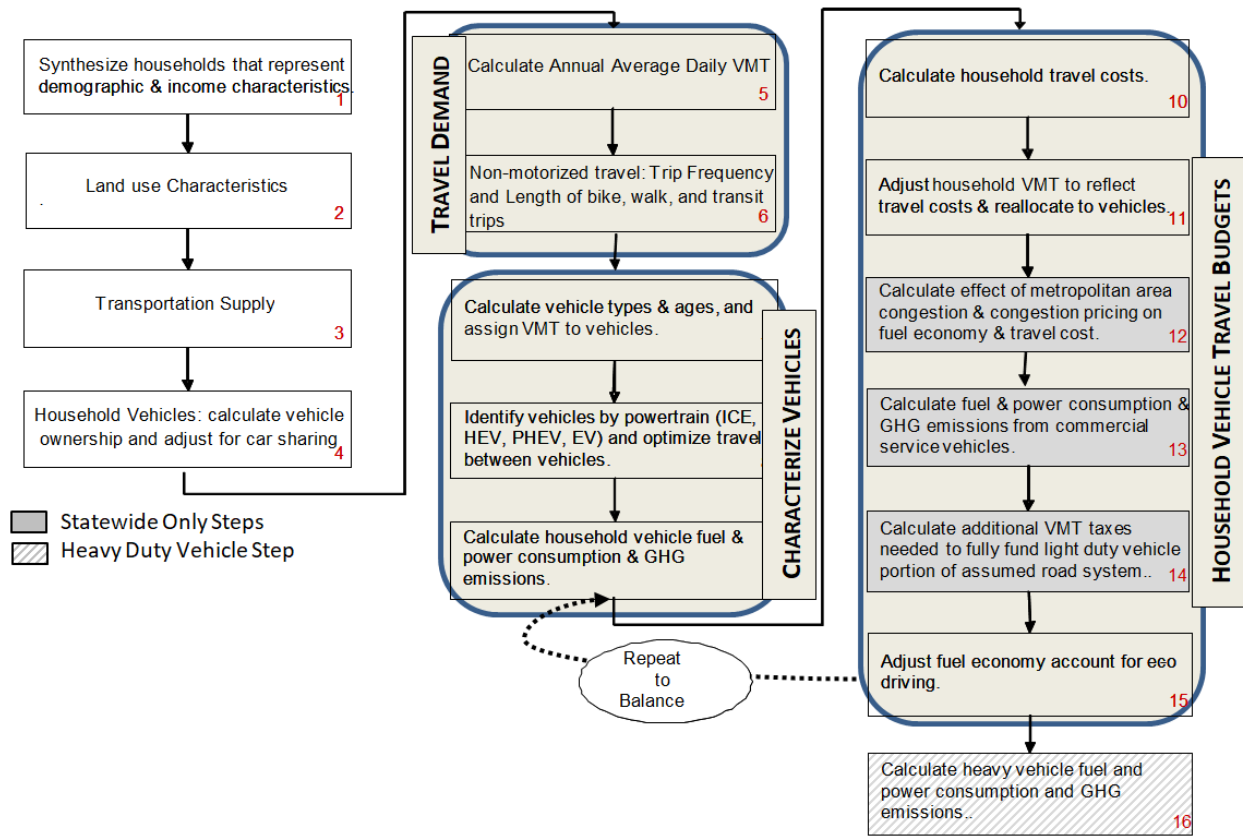 Synthesize households that represent
demographic & income characteristics.
1
Land use Characteristics
.
2
Transportation Supply
3
Household Vehicles: calculate vehicle
ownership and adjust for car sharing
4
Statewide Only Steps
Heavy Duty Vehicle Step
TRAVEL DEMAND
Calculate Annual Average Daily VMT
5
Non-motorized travel: Trip Frequency
and Length of bike, walk, and transit
trips
6
CHARACTERIZE VEHICLES
Calculate vehicle types & ages, and
assign VMT to vehicles.
Identify vehicles by powertrain (ICE,
HEV, PHEV, EV) and optimize travel
between vehicles.
Calculate household vehicle fuel &
power consumption & GHG
emissions.
Repeat
to
Balance
HOUSEHOLD VEHICLE TRAVEL BUDGETS
Calculate household travel costs.
10
Adjust household VMT to reflect
travel costs & reallocate to vehicles.
11
Calculate effect of metropolitan area
congestion & congestion pricing on
fuel economy & travel cost.
12
Calculate fuel & power consumption &
GHG emissions from commercial
service vehicles.
13
Calculate additional VMT taxes
needed to fully fund light duty vehicle
portion of assumed road system..
14
Adjust fuel economy account for eeo
driving.
15
Calculate heavy vehicle fuel and
power consumption and GHG
emissions..
16